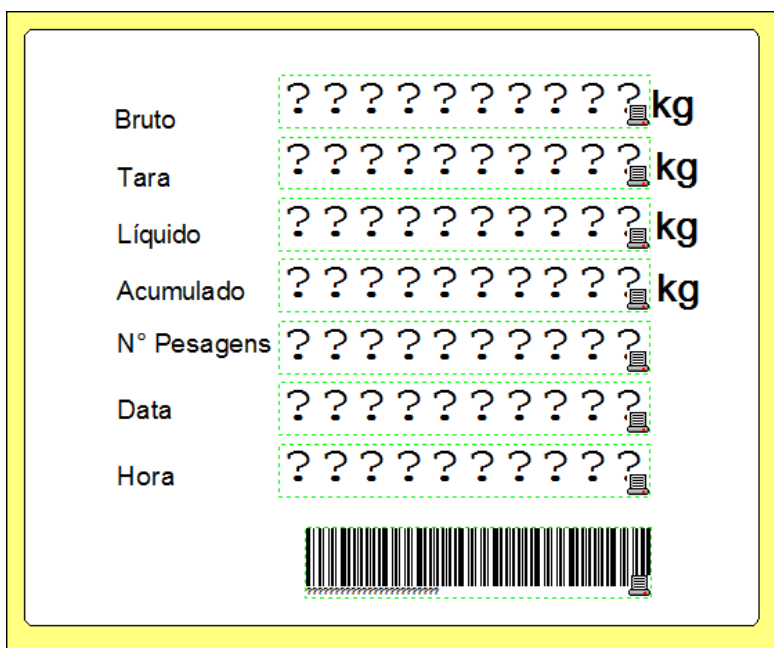 Bruto ?????????? kg
Tara ?????????? kg
Líquido ?????????? kg
Acumulado ?????????? kg
N° Pesagens ??????????
Data ??????????
Hora ??????????